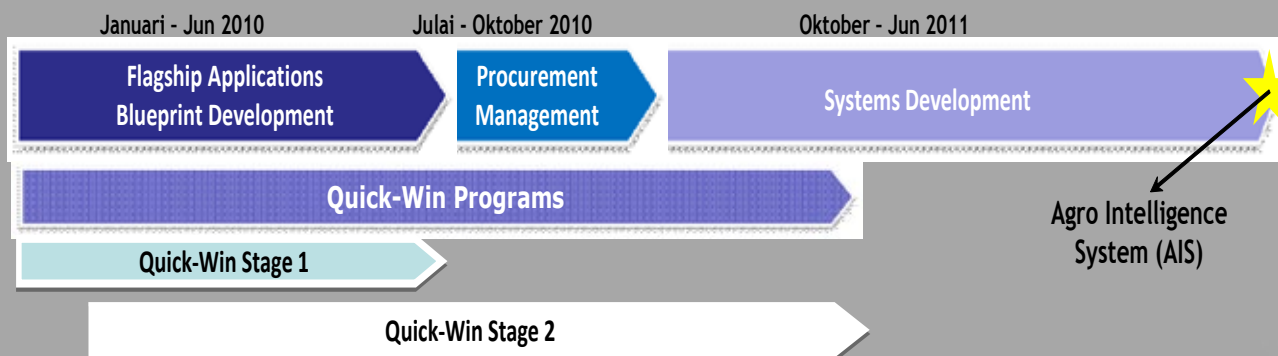 Januari - Jun 2010
Julai - Oktober 2010
Oktober - Jun 2011
Flagship Applications
Blueprint Development
Procurement
Management
Systems Development
Quick-Win Programs
Agro Intelligence
System (AIS)
Quick-Win Stage 1
Quick-Win Stage 2